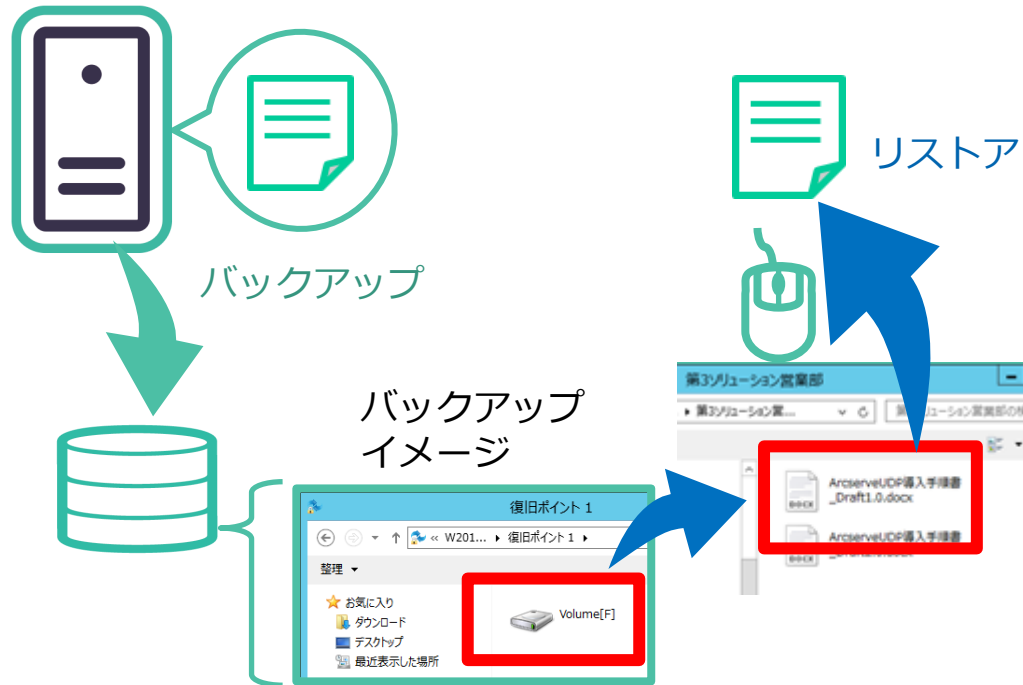 バックアップ
リストア
バックアップ
イメージ
復旧ポイント 1
« W201... ▸ 復旧ポイント 1 ▸
整理
お気に入り
ダウンロード
デスクトップ
最近表示した場所
Volume[F]
第3ソリューション営業部
▸ 第3ソリューション営...
ArcserveUDP導入手順書
_Draft1.0.docx
DOCX
ArcserveUDP導入手順書
DOCX